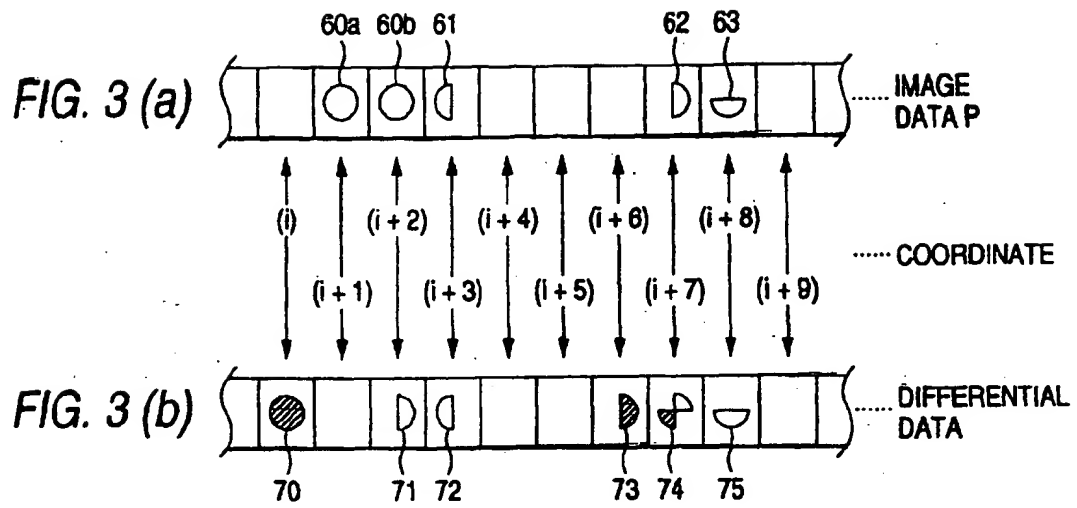 60a 60b 61 62 63
FIG. 3 (a)
...... IMAGE
DATA P
(i) (i + 2) (i + 4) (i + 6) (i + 8)
...... COORDINATE
(i + 1) (i + 3) (i + 5) (i + 7) (i + 9)
FIG. 3 (b)
...... DIFFERENTIAL
DATA
70 71 72 73 74 75